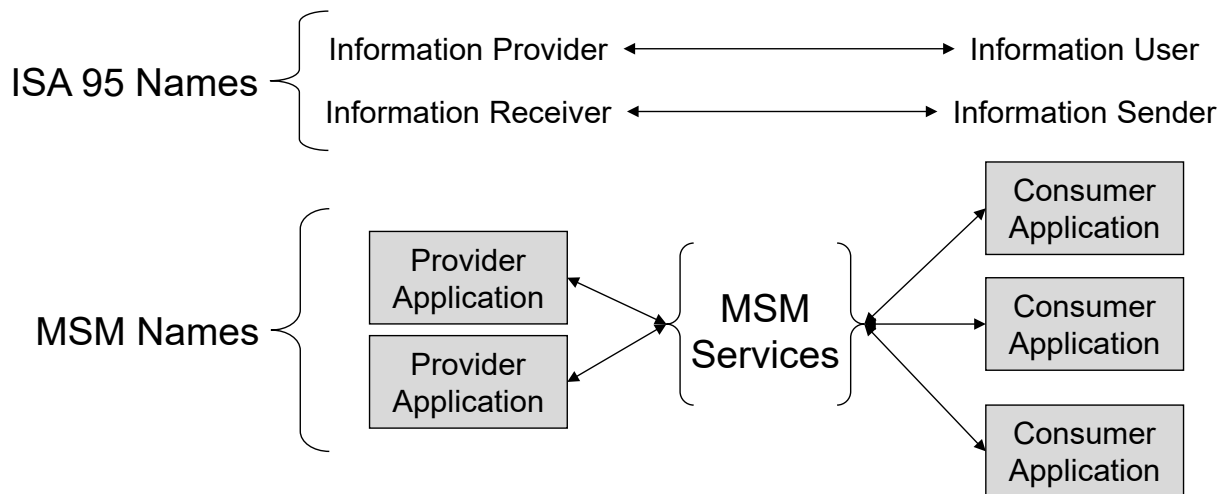 ISA 95 Names
Information Provider
Information User
Information Receiver
Information Sender
MSM Names
Provider
Application
Provider
Application
MSM
Services
Consumer
Application
Consumer
Application
Consumer
Application